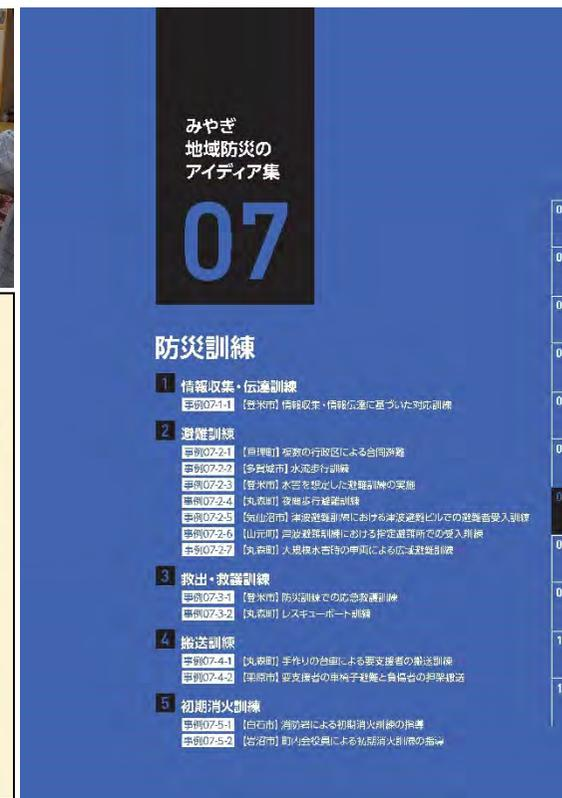 みやぎ
地域防災の
アイディア集
07
防災訓練
1 情報収集・伝達訓練
事例07-1-1 【登米市】情報収集・情報伝達に基づいた対応訓練
2 避難訓練
事例07-2-1 【亘理町】複数の行政区による合同避難
事例07-2-2 【多賀城市】水流歩行訓練
事例07-2-3 【登米市】水害を想定した避難訓練の実施
事例07-2-4 【丸森町】夜間歩行避難訓練
事例07-2-5 【気仙沼市】津波避難訓練における津波避難ビルでの避難者受入訓練
事例07-2-6 【山元町】津波避難訓練における指定避難所での受入訓練
事例07-2-7 【丸森町】大規模水害時の車両による広域避難訓練
3 救出・救護訓練
事例07-3-1 【登米市】防災訓練での応急救護訓練
事例07-3-2 【丸森町】レスキューボート訓練
4 搬送訓練
事例07-4-1 【丸森町】手作りの台車による要支援者の搬送訓練
事例07-4-2 【栗原市】要支援者の車椅子避難と負傷者の担架搬送
5 初期消火訓練
事例07-5-1 【白石市】消防署による初期消火訓練の指導
事例07-5-2 【岩沼市】町内会役員による初期消火訓練の指導